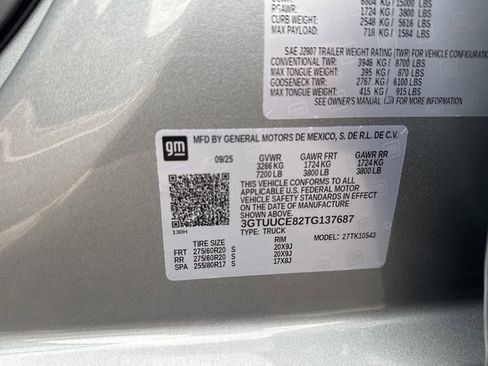 6804 KG / 15000 LBS
RGAWR: 1724 KG / 3800 LBS
CURB WEIGHT: 2548 KG / 5616 LBS
MAX PAYLOAD: 718 KG / 1584 LBS
SAE J2807 TRAILER WEIGHT RATING (TWR) FOR VEHICLE CONFIGURATION
CONVENTIONAL TWR: 3946 KG / 8700 LBS
MAX TONGUE WEIGHT: 395 KG / 870 LBS
GOOSENECK TWR: 2767 KG / 6100 LBS
MAX TONGUE WEIGHT: 415 KG / 915 LBS
SEE OWNER'S MANUAL FOR MORE INFORMATION
gm
MFD BY GENERAL MOTORS DE MEXICO, S. DE R.L. DE C.V.
09/25 GVWR GAWR FRT GAWR RR
3266 KG 1724 KG 1724 KG
7200 LB 3800 LB 3800 LB
THIS VEHICLE CONFORMS TO ALL
APPLICABLE U.S. FEDERAL MOTOR
VEHICLE SAFETY STANDARDS IN EFFECT
ON THE DATE OF MANUFACTURE
SHOWN ABOVE.
3GTUUCE82TG137687
130H TYPE: TRUCK MODEL: 27TK10543
TIRE SIZE RIM
FRT 275/60R20 S 20X9J
RR 275/60R20 S 20X9J
SPA 255/80R17 S 17X8J